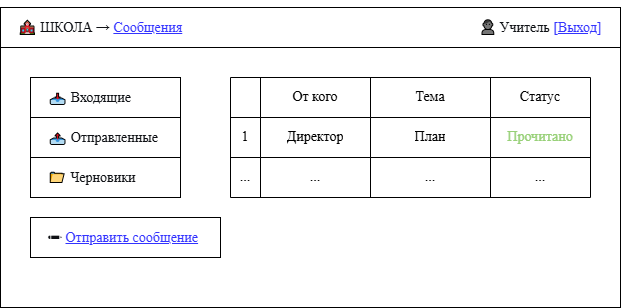 ШКОЛА → Сообщения
Учитель [Выход]
Входящие
Отправленные
Черновики
Отправить сообщение
От кого Тема Статус
1 Директор План Прочитано
... ... ... ...